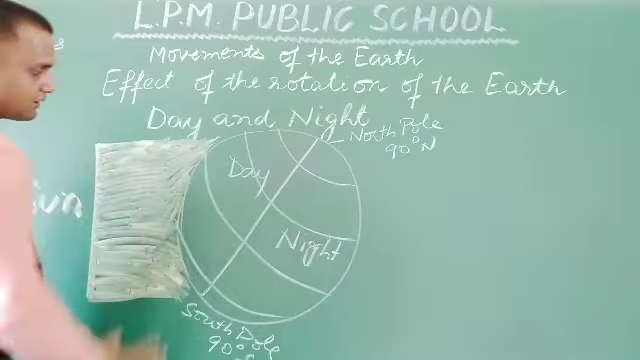 L.P.M. PUBLIC SCHOOL
Movements of the Earth
Effect of the rotation of the Earth
Day and Night
North Pole
90° N
Day
Sun
Night
South Pole
90°